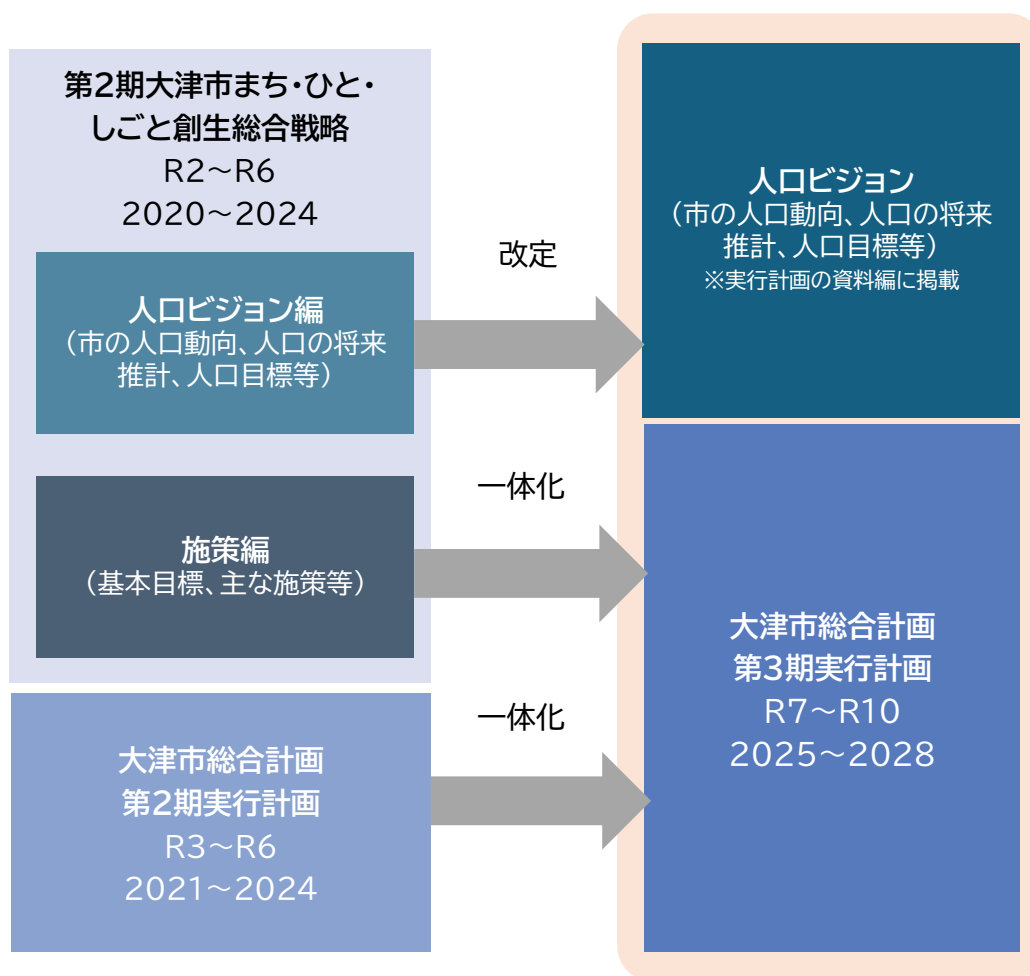 第2期大津市まち・ひと・
しごと創生総合戦略
R2～R6
2020～2024
人口ビジョン編
（市の人口動向、人口の将来
推計、人口目標等）
施策編
（基本目標、主な施策等）
大津市総合計画
第2期実行計画
R3～R6
2021～2024
改定
一体化
一体化
人口ビジョン
（市の人口動向、人口の将来
推計、人口目標等）
※実行計画の資料編に掲載
大津市総合計画
第3期実行計画
R7～R10
2025～2028